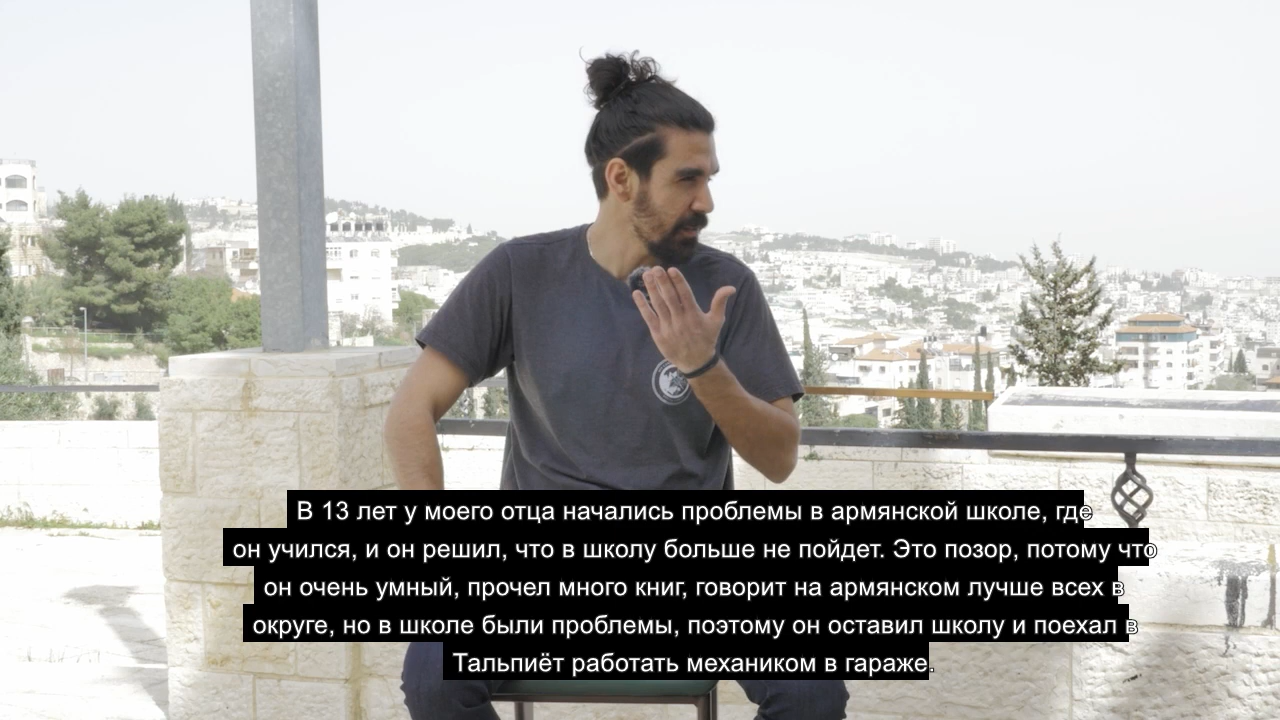 В 13 лет у моего отца начались проблемы в армянской школе, где
он учился, и он решил, что в школу больше не пойдет. Это позор, потому что
он очень умный, прочел много книг, говорит на армянском лучше всех в
округе, но в школе были проблемы, поэтому он оставил школу и поехал в
Тальпиёт работать механиком в гараже.